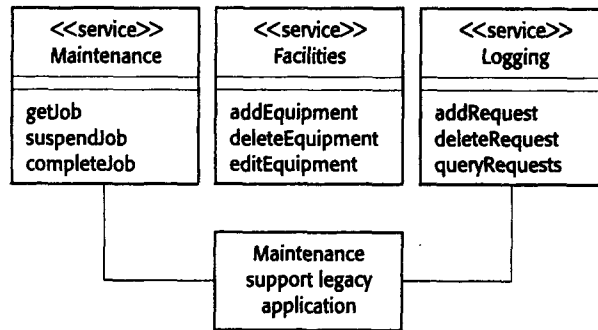 <<service>>
Maintenance
getJob
suspendJob
completeJob
<<service>>
Facilities
addEquipment
deleteEquipment
editEquipment
<<service>>
Logging
addRequest
deleteRequest
queryRequests
Maintenance
support legacy
application